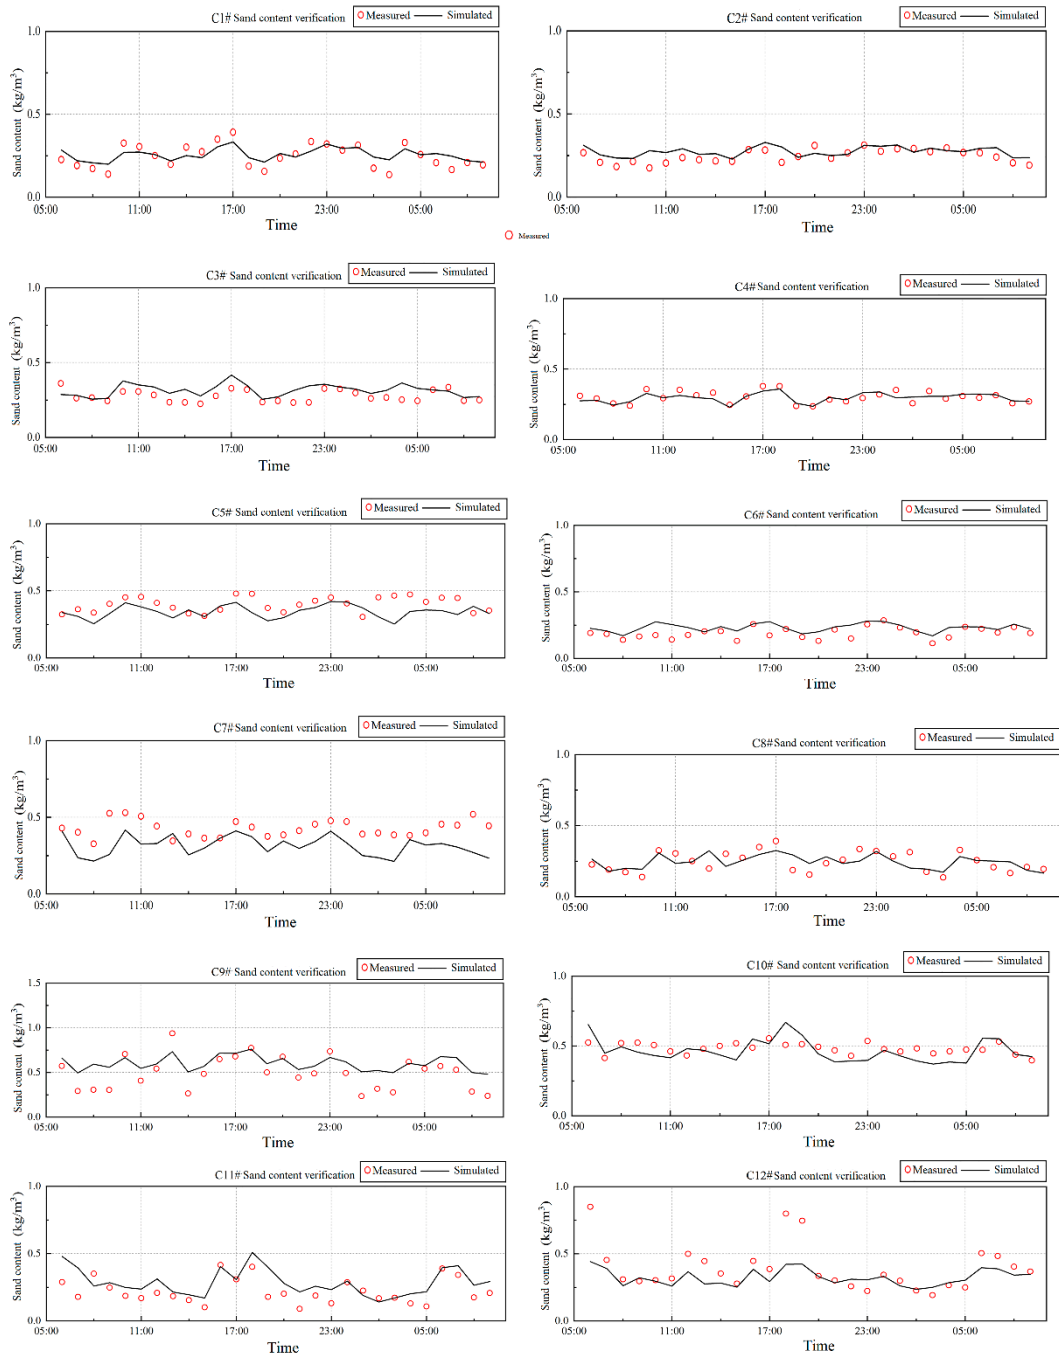 C1# Sand content verification
Measured Simulated
1.0
0.5
0.0
Sand content (kg/m³)
05:00 11:00 17:00 23:00 05:00
Time
C2# Sand content verification
Measured Simulated
1.0
0.5
0.0
Sand content (kg/m³)
05:00 11:00 17:00 23:00 05:00
Time
Measured
C3# Sand content verification
Measured Simulated
1.0
0.5
0.0
Sand content (kg/m³)
05:00 11:00 17:00 23:00 05:00
Time
C4# Sand content verification
Measured Simulated
1.0
0.5
0.0
Sand content (kg/m³)
05:00 11:00 17:00 23:00 05:00
Time
C5# Sand content verification
Measured Simulated
1.0
0.5
0.0
Sand content (kg/m³)
05:00 11:00 17:00 23:00 05:00
Time
C6# Sand content verification
Measured Simulated
1.0
0.5
0.0
Sand content (kg/m³)
05:00 11:00 17:00 23:00 05:00
Time
C7# Sand content verification
Measured Simulated
1.0
0.5
0.0
Sand content (kg/m³)
05:00 11:00 17:00 23:00 05:00
Time
C8# Sand content verification
Measured Simulated
1.0
0.5
0.0
Sand content (kg/m³)
05:00 11:00 17:00 23:00 05:00
Time
C9# Sand content verification
Measured Simulated
1.5
1.0
0.5
0.0
Sand content (kg/m³)
05:00 11:00 17:00 23:00 05:00
Time
C10# Sand content verification
Measured Simulated
1.0
0.5
0.0
Sand content (kg/m³)
05:00 11:00 17:00 23:00 05:00
Time
C11# Sand content verification
Measured Simulated
1.0
0.5
0.0
Sand content (kg/m³)
05:00 11:00 17:00 23:00 05:00
Time
C12# Sand content verification
Measured Simulated
1.0
0.5
0.0
Sand content (kg/m³)
05:00 11:00 17:00 23:00 05:00
Time